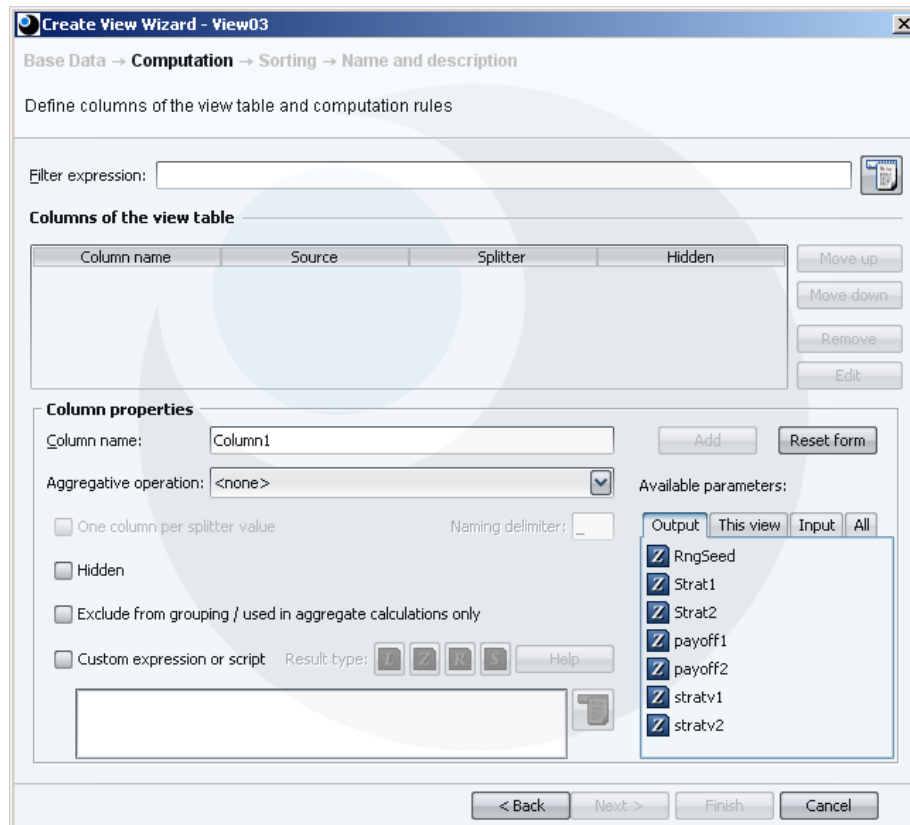 Create View Wizard - View03
Base Data → Computation → Sorting → Name and description
Define columns of the view table and computation rules
Filter expression:
Columns of the view table
Column name Source Splitter Hidden
Move up
Move down
Remove
Edit
Column properties
Column name: Column1 Add Reset form
Aggregative operation: <none>
Available parameters:
One column per splitter value Naming delimiter: _
Output This view Input All
Hidden
Exclude from grouping / used in aggregate calculations only
Custom expression or script Result type: L Z R S Help
Z RngSeed
Z Strat1
Z Strat2
Z payoff1
Z payoff2
Z stratv1
Z stratv2
< Back Next > Finish Cancel